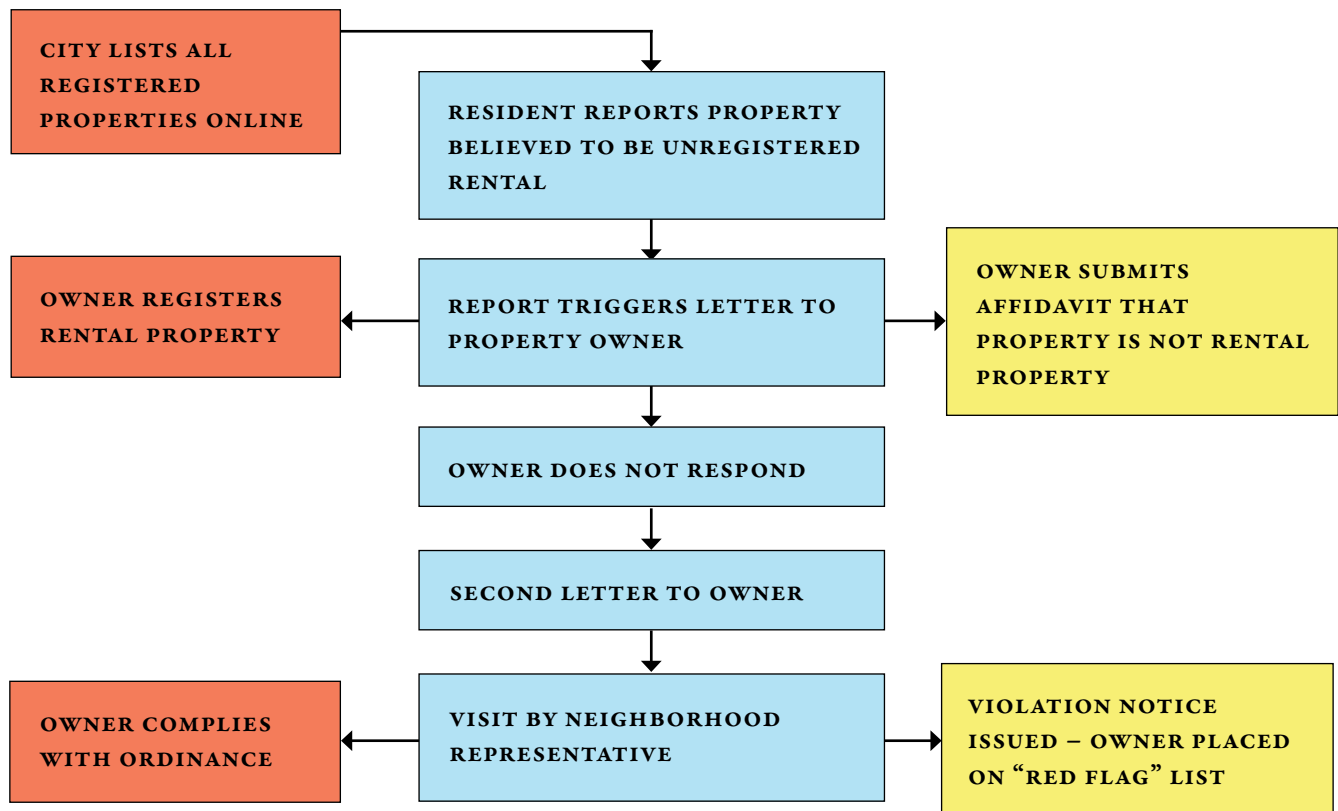 CITY LISTS ALL
REGISTERED
PROPERTIES ONLINE
RESIDENT REPORTS PROPERTY
BELIEVED TO BE UNREGISTERED
RENTAL
OWNER REGISTERS
RENTAL PROPERTY
REPORT TRIGGERS LETTER TO
PROPERTY OWNER
OWNER SUBMITS
AFFIDAVIT THAT
PROPERTY IS NOT RENTAL
PROPERTY
OWNER DOES NOT RESPOND
SECOND LETTER TO OWNER
OWNER COMPLIES
WITH ORDINANCE
VISIT BY NEIGHBORHOOD
REPRESENTATIVE
VIOLATION NOTICE
ISSUED – OWNER PLACED
ON “RED FLAG” LIST